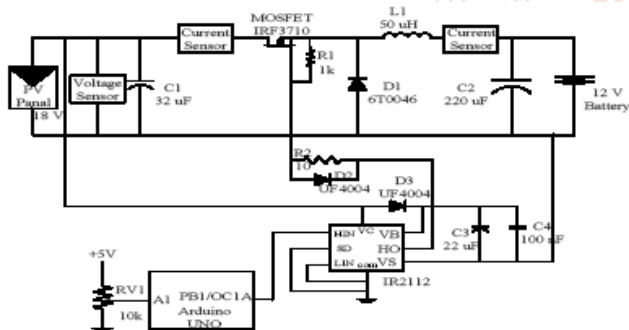 MOSFET
IRF3710
L1
50 uH
Current
Sensor
Current
Sensor
R1
1k
PV
Panal
18 V
Voltage
Sensor
C1
32 uF
D1
6T0046
C2
220 uF
12 V
Battery
R2
10
D2
UF4004
D3
UF4004
VC
HIN
VB
SD
HO
LIN
com
VS
IR2112
C3
22 uF
C4
100 nF
+5V
RV1
10k
A1
PB1/OC1A
Arduino
UNO